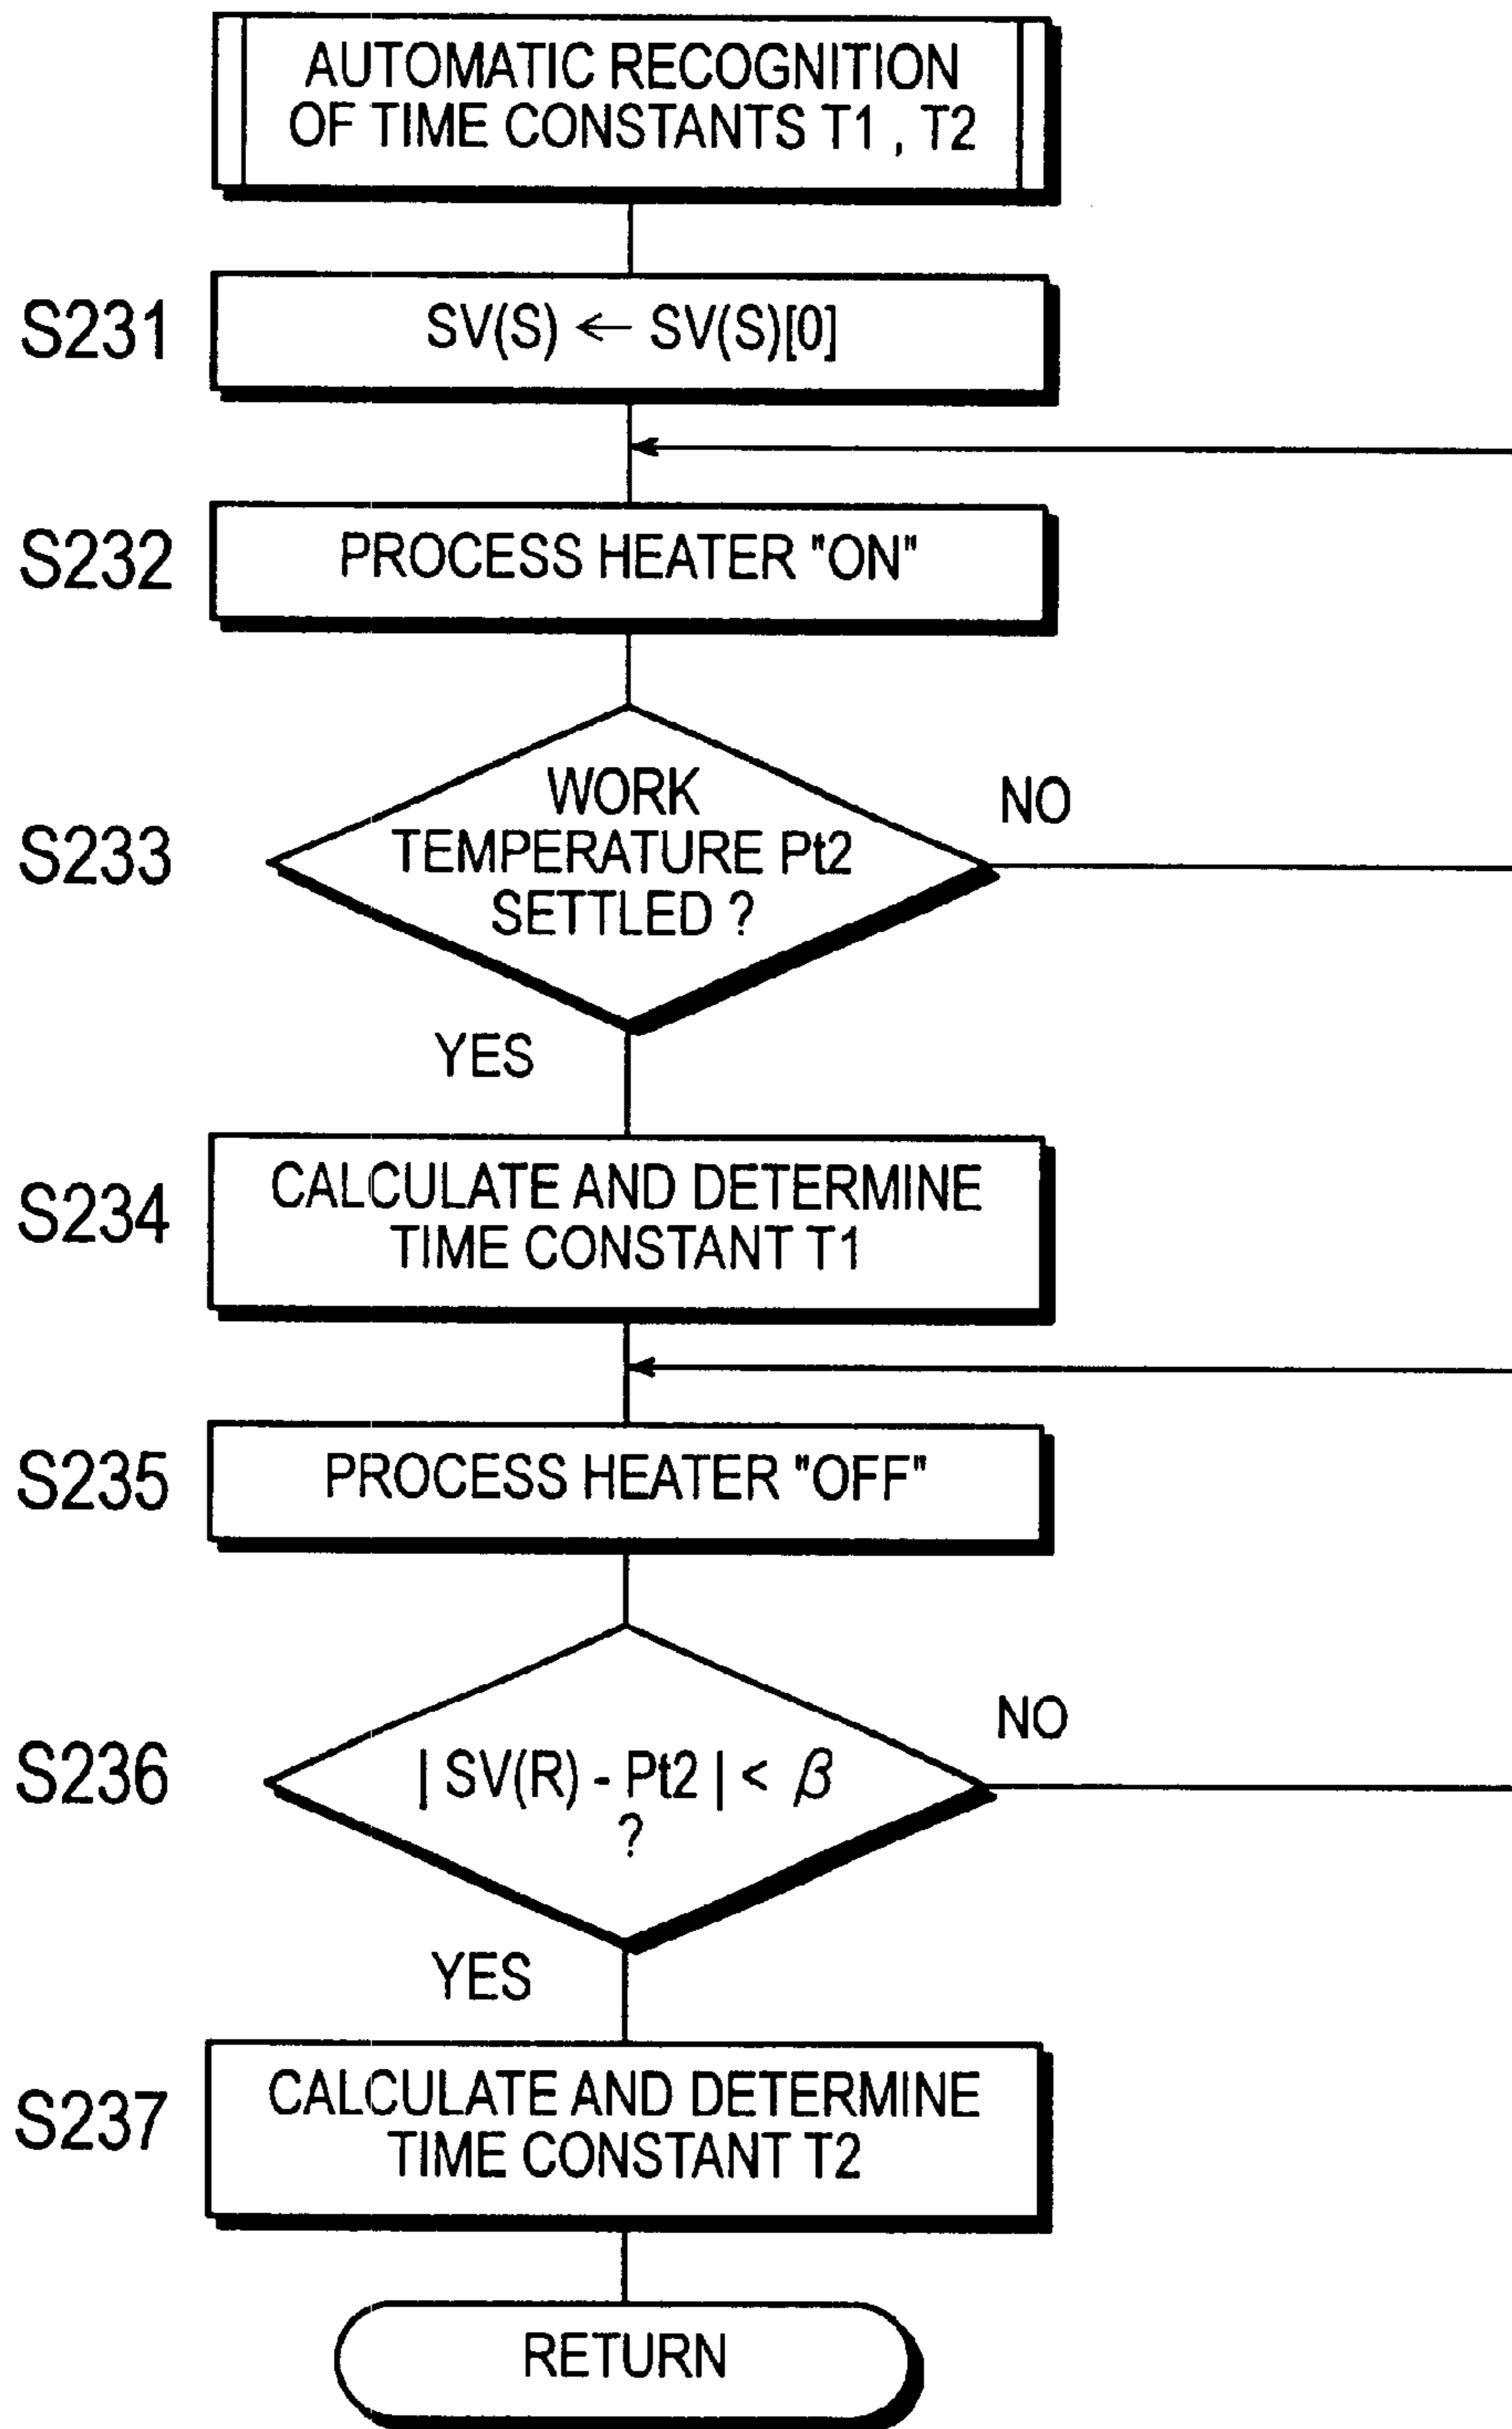 AUTOMATIC RECOGNITION
OF TIME CONSTANTS T1 , T2
S231
SV(S) ← SV(S)[0]
S232
PROCESS HEATER "ON"
S233
WORK
TEMPERATURE Pt2
SETTLED ?
NO
YES
S234
CALCULATE AND DETERMINE
TIME CONSTANT T1
S235
PROCESS HEATER "OFF"
S236
| SV(R) - Pt2 | < β
?
NO
YES
S237
CALCULATE AND DETERMINE
TIME CONSTANT T2
RETURN